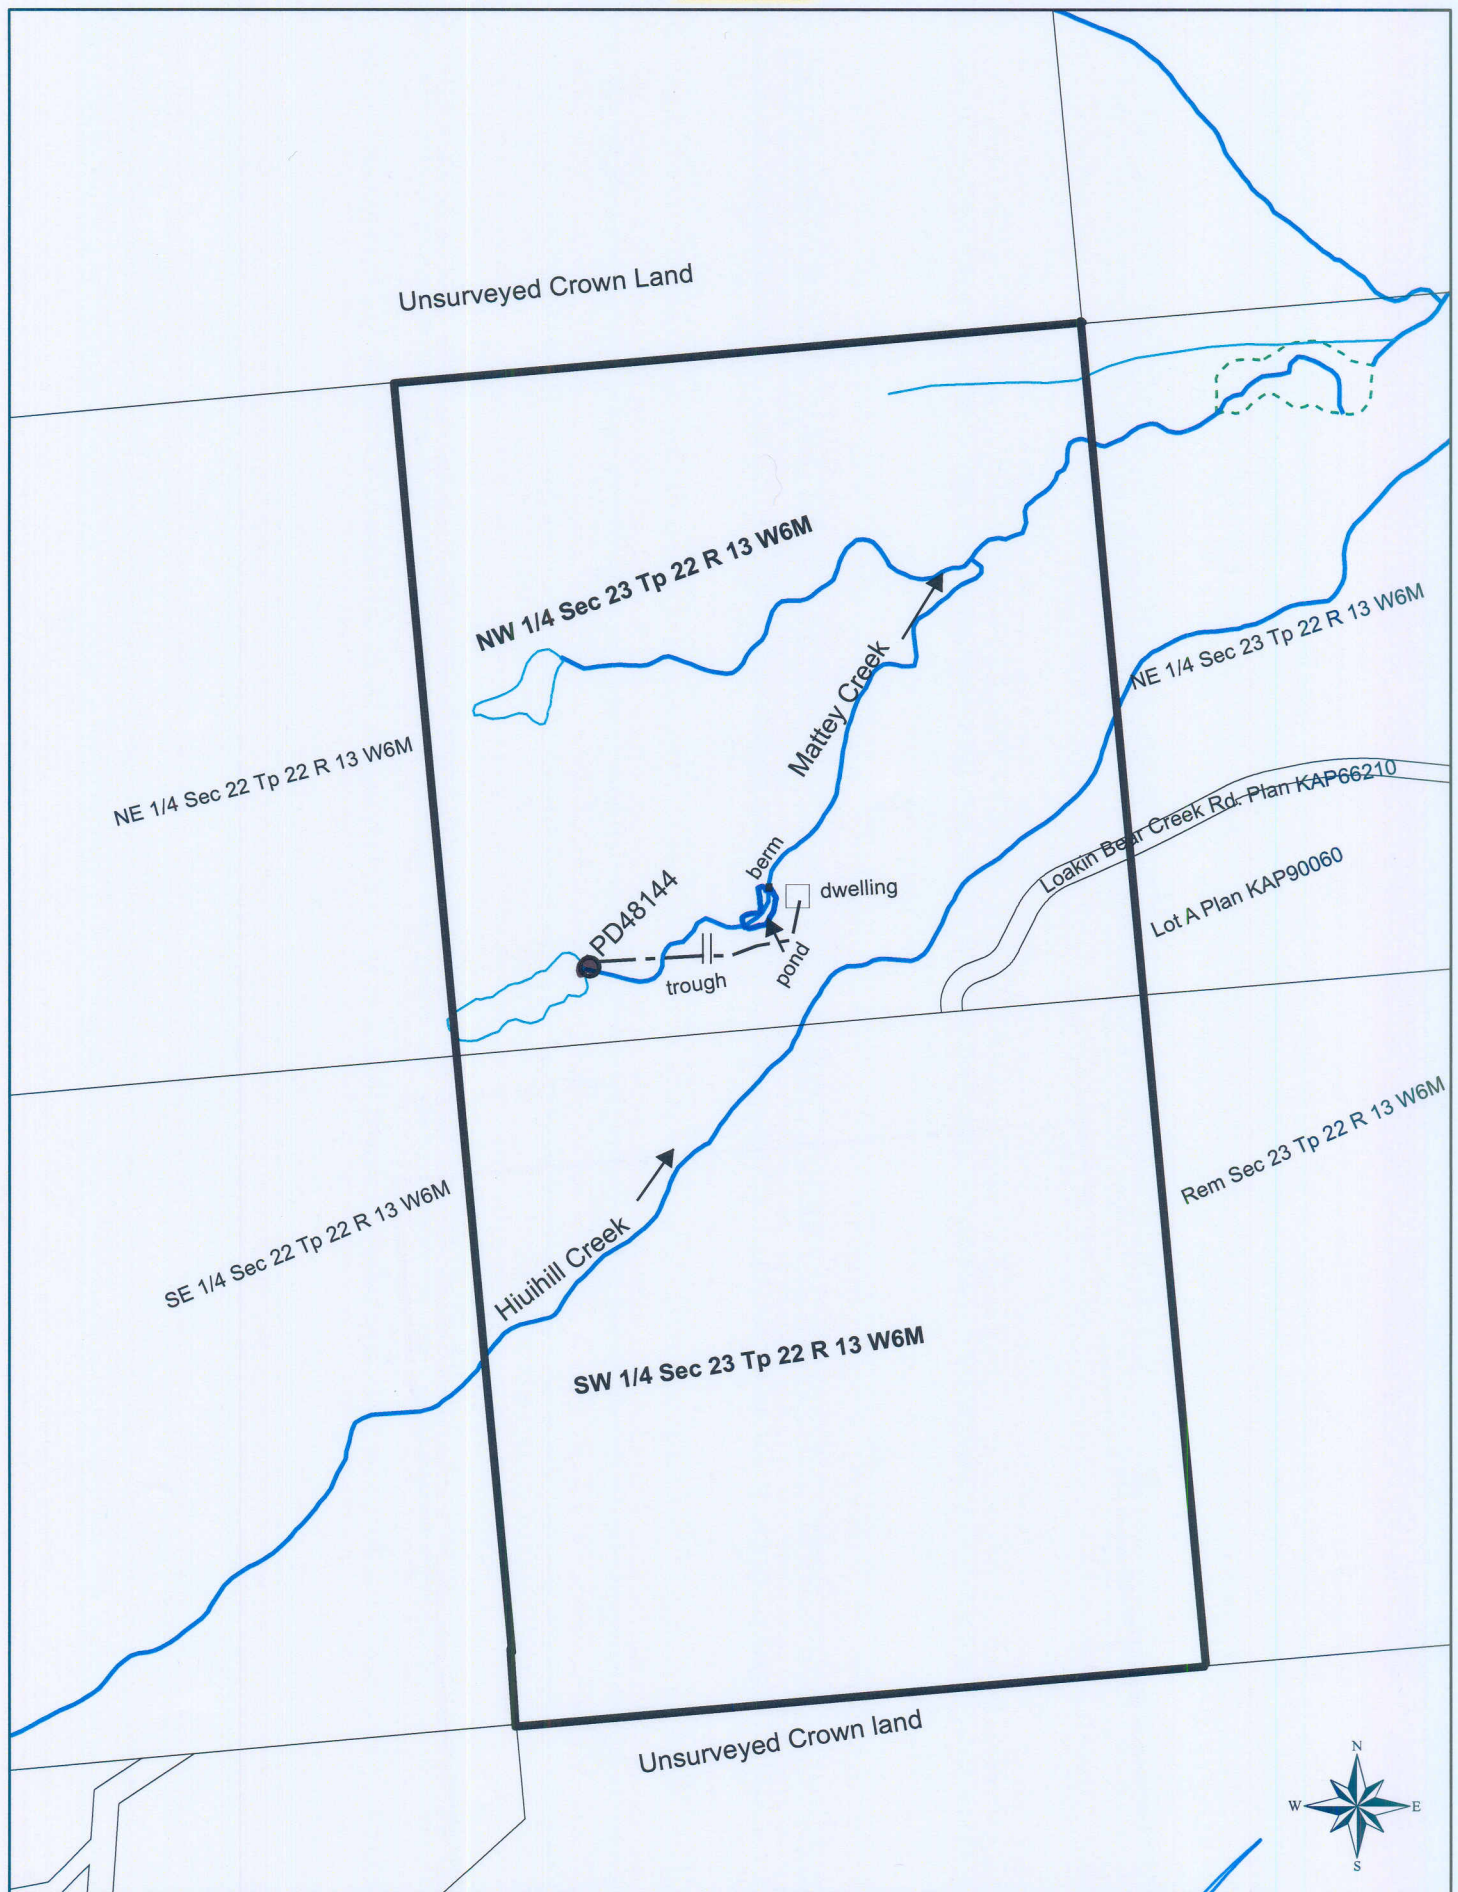 Unsurveyed Crown Land
NW 1/4 Sec 23 Tp 22 R 13 W6M
NE 1/4 Sec 23 Tp 22 R 13 W6M
Mattey Creek
NE 1/4 Sec 22 Tp 22 R 13 W6M
Loakin Bear Creek Rd. Plan KAP66210
berm
dwelling
Lot A Plan KAP90060
PD48144
pond
trough
Rem Sec 23 Tp 22 R 13 W6M
SE 1/4 Sec 22 Tp 22 R 13 W6M
Hiuihill Creek
SW 1/4 Sec 23 Tp 22 R 13 W6M
Unsurveyed Crown land
N
W
E
S